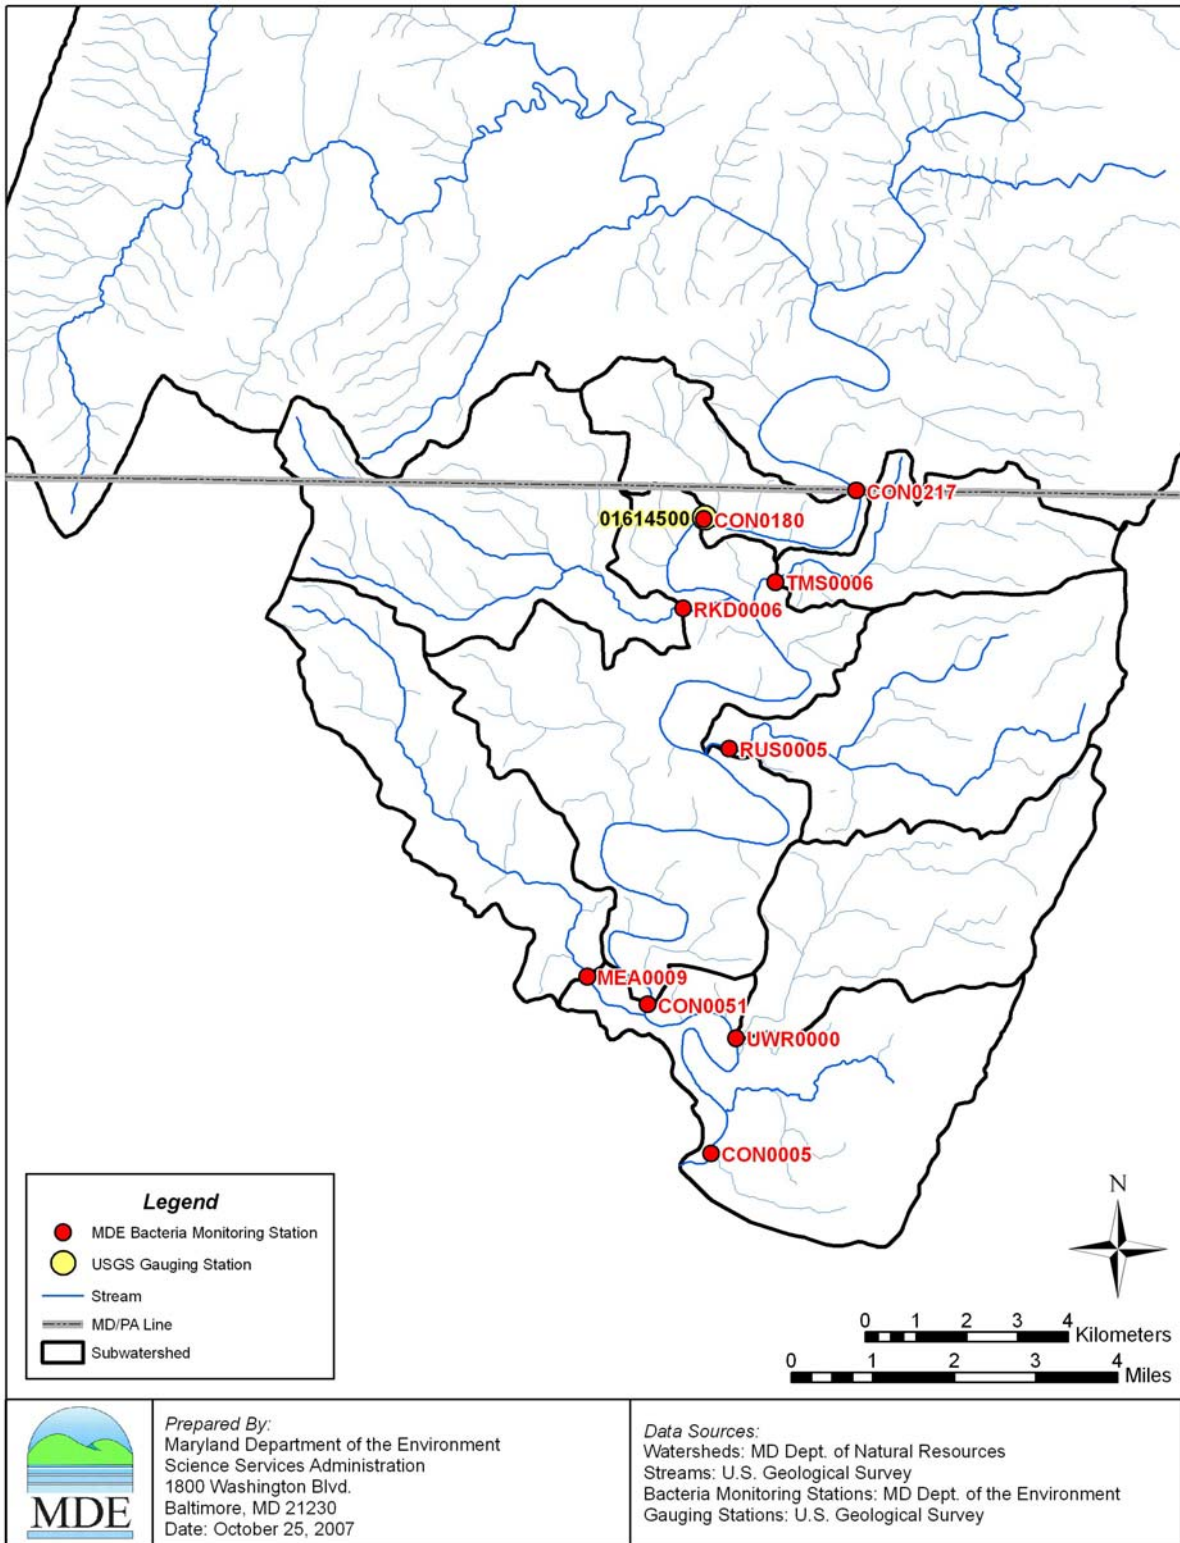 CON0217
01614500
CON0180
TMS0006
RKD0006
RUS0005
MEA0009
CON0051
UWR0000
CON0005
Legend
MDE Bacteria Monitoring Station
USGS Gauging Station
Stream
MD/PA Line
Subwatershed
N
0 1 2 3 4
Kilometers
0 1 2 3 4
Miles
MDE
Prepared By:
Maryland Department of the Environment
Science Services Administration
1800 Washington Blvd.
Baltimore, MD 21230
Date: October 25, 2007
Data Sources:
Watersheds: MD Dept. of Natural Resources
Streams: U.S. Geological Survey
Bacteria Monitoring Stations: MD Dept. of the Environment
Gauging Stations: U.S. Geological Survey